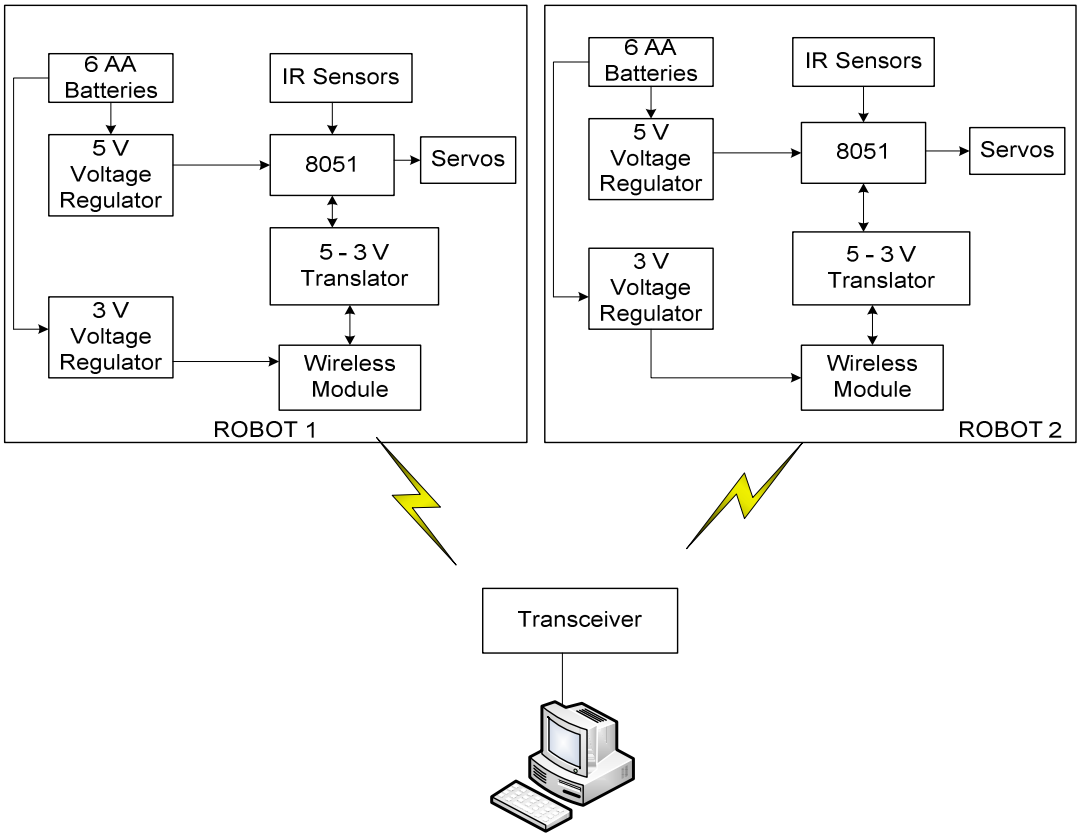 6 AA
Batteries
IR Sensors
5 V
Voltage
Regulator
8051
Servos
5 - 3 V
Translator
3 V
Voltage
Regulator
Wireless
Module
ROBOT 1
6 AA
Batteries
IR Sensors
5 V
Voltage
Regulator
8051
Servos
3 V
Voltage
Regulator
5 - 3 V
Translator
Wireless
Module
ROBOT 2
Transceiver